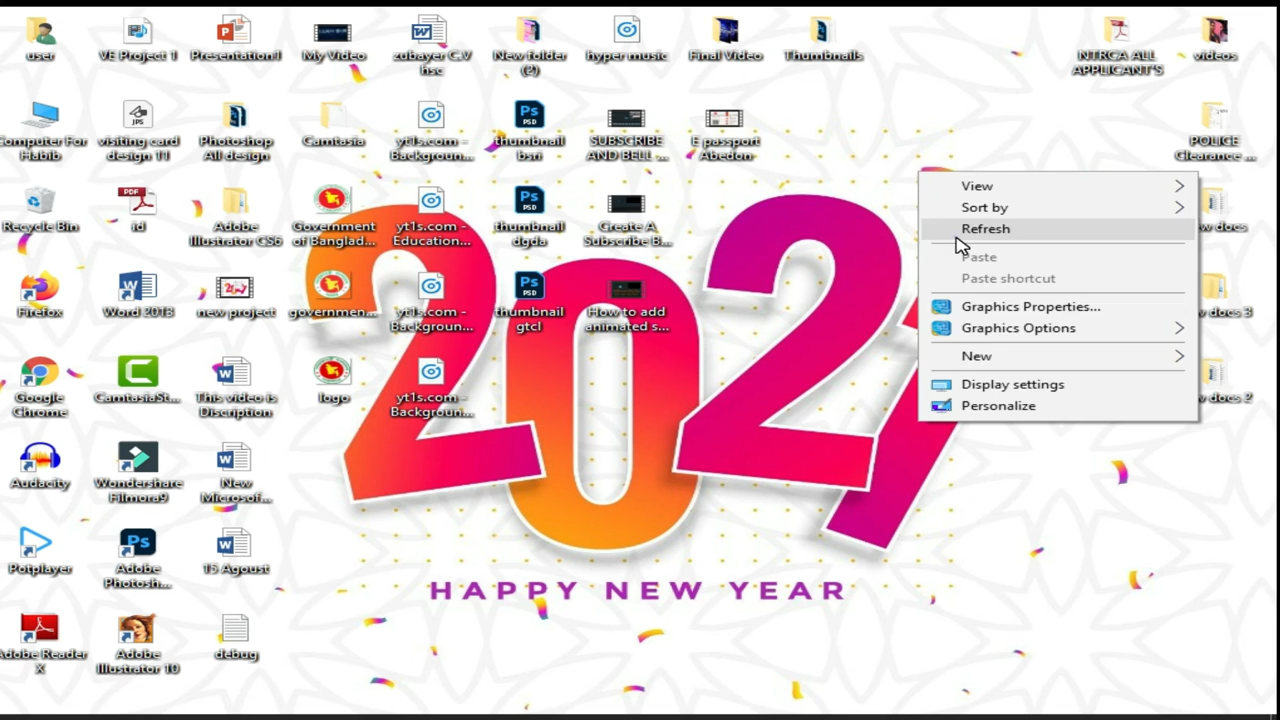 user
VE Project 1
Presentation1
My Video
zubayer C.V
hsc
New folder
(2)
hyper music
Final Video
Thumbnails
NTRCA ALL
APPLICANT'S
videos
Computer For
Habib
visiting card
design 11
Photoshop
All design
Camtasia
yt1s.com -
Backgroun...
thumbnail
bsri
SUBSCRIBE
AND BELL -...
E passport
Abedon
POLICE
Clearance ...
Recycle Bin
id
Adobe
Illustrator CS6
Government
of Banglad...
yt1s.com -
Education...
thumbnail
dgda
Create A
Subscribe B...
w docs
Firefox
Word 2013
new project
governmen...
yt1s.com -
Backgroun...
thumbnail
gtcl
How to add
animated s...
w docs 3
Google
Chrome
CamtasiaSt...
This video is
Discription
logo
yt1s.com -
Backgroun...
w docs 2
Audacity
Wondershare
Filmora9
New
Microsof...
Potplayer
Adobe
Photosh...
15 Agoust
Adobe Reader
X
Adobe
Illustrator 10
debug
View
Sort by
Refresh
Paste
Paste shortcut
Graphics Properties...
Graphics Options
New
Display settings
Personalize
2021
HAPPY NEW YEAR